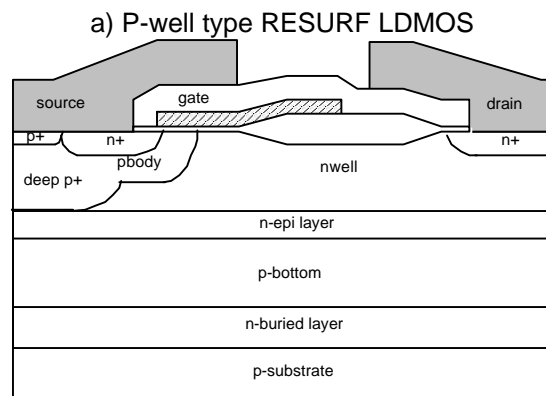 a) P-well type RESURF LDMOS
source
gate
drain
p+
n+
n+
pbody
nwell
deep p+
n-epi layer
p-bottom
n-buried layer
p-substrate